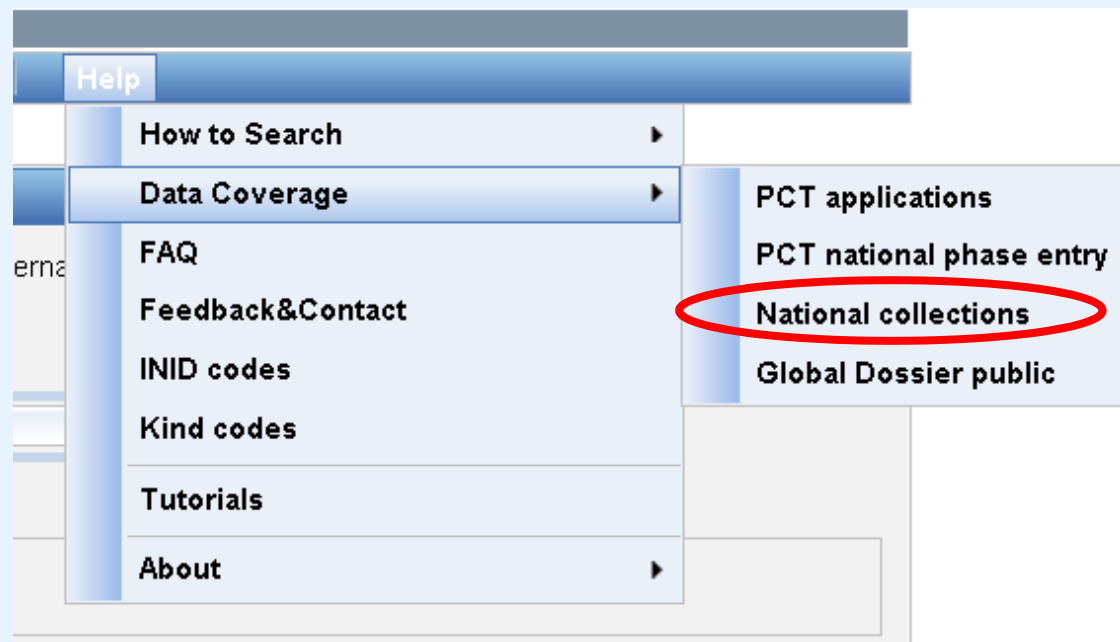 Help
How to Search
Data Coverage
FAQ
Feedback&Contact
INID codes
Kind codes
Tutorials
About
PCT applications
PCT national phase entry
National collections
Global Dossier public
erna